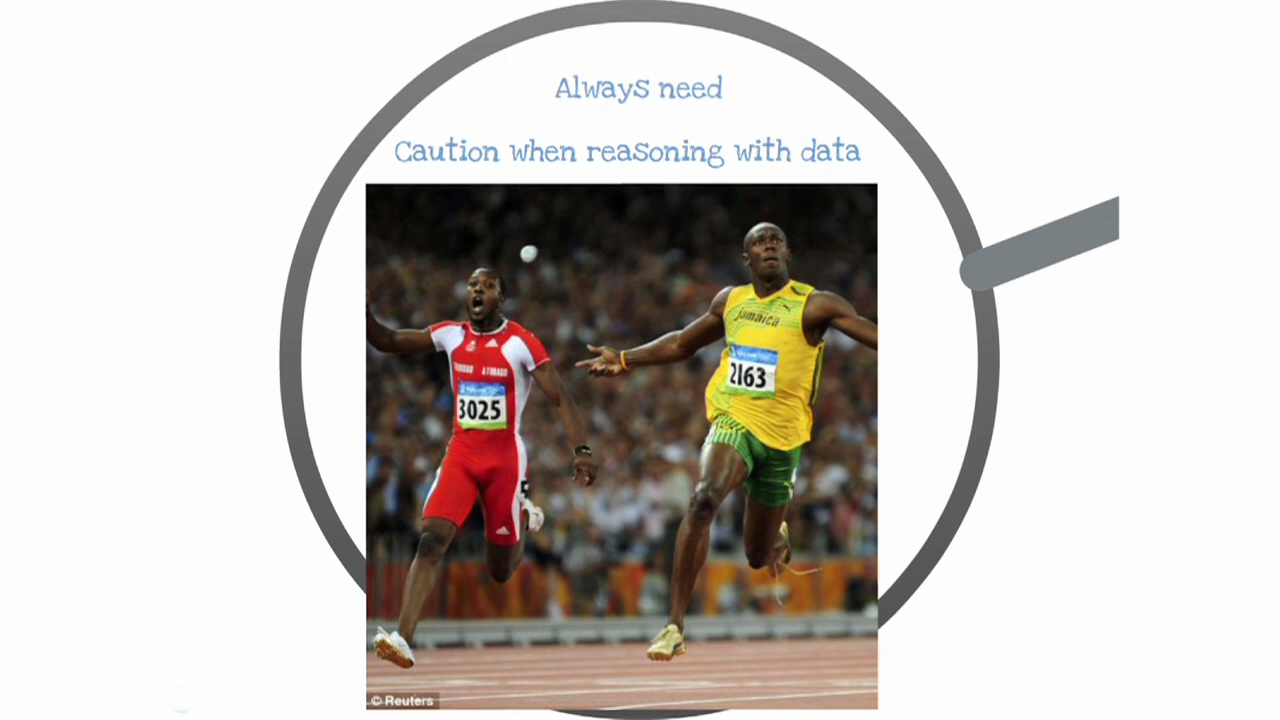 Always need
Caution when reasoning with data
Jamaica
2163
TRINIDAD & TOBAGO
3025
© Reuters